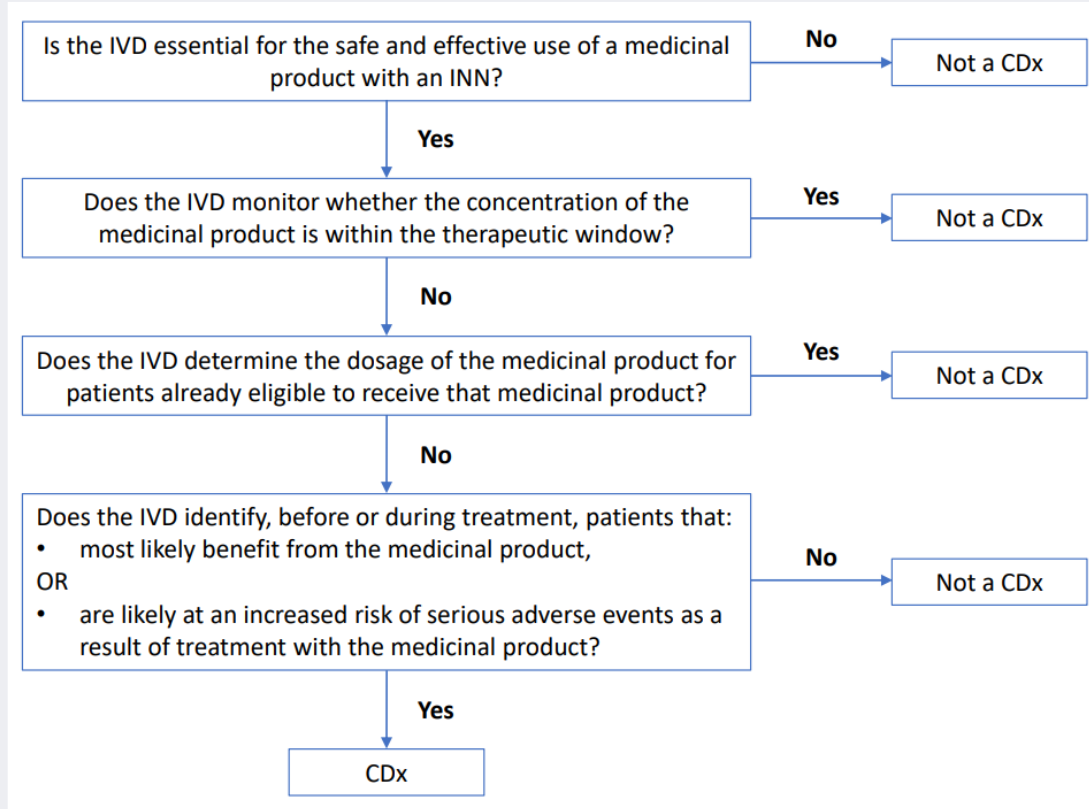 Is the IVD essential for the safe and effective use of a medicinal
product with an INN?
No
Not a CDx
Yes
Does the IVD monitor whether the concentration of the
medicinal product is within the therapeutic window?
Yes
Not a CDx
No
Does the IVD determine the dosage of the medicinal product for
patients already eligible to receive that medicinal product?
Yes
Not a CDx
No
Does the IVD identify, before or during treatment, patients that:
• most likely benefit from the medicinal product,
OR
• are likely at an increased risk of serious adverse events as a
result of treatment with the medicinal product?
No
Not a CDx
Yes
CDx